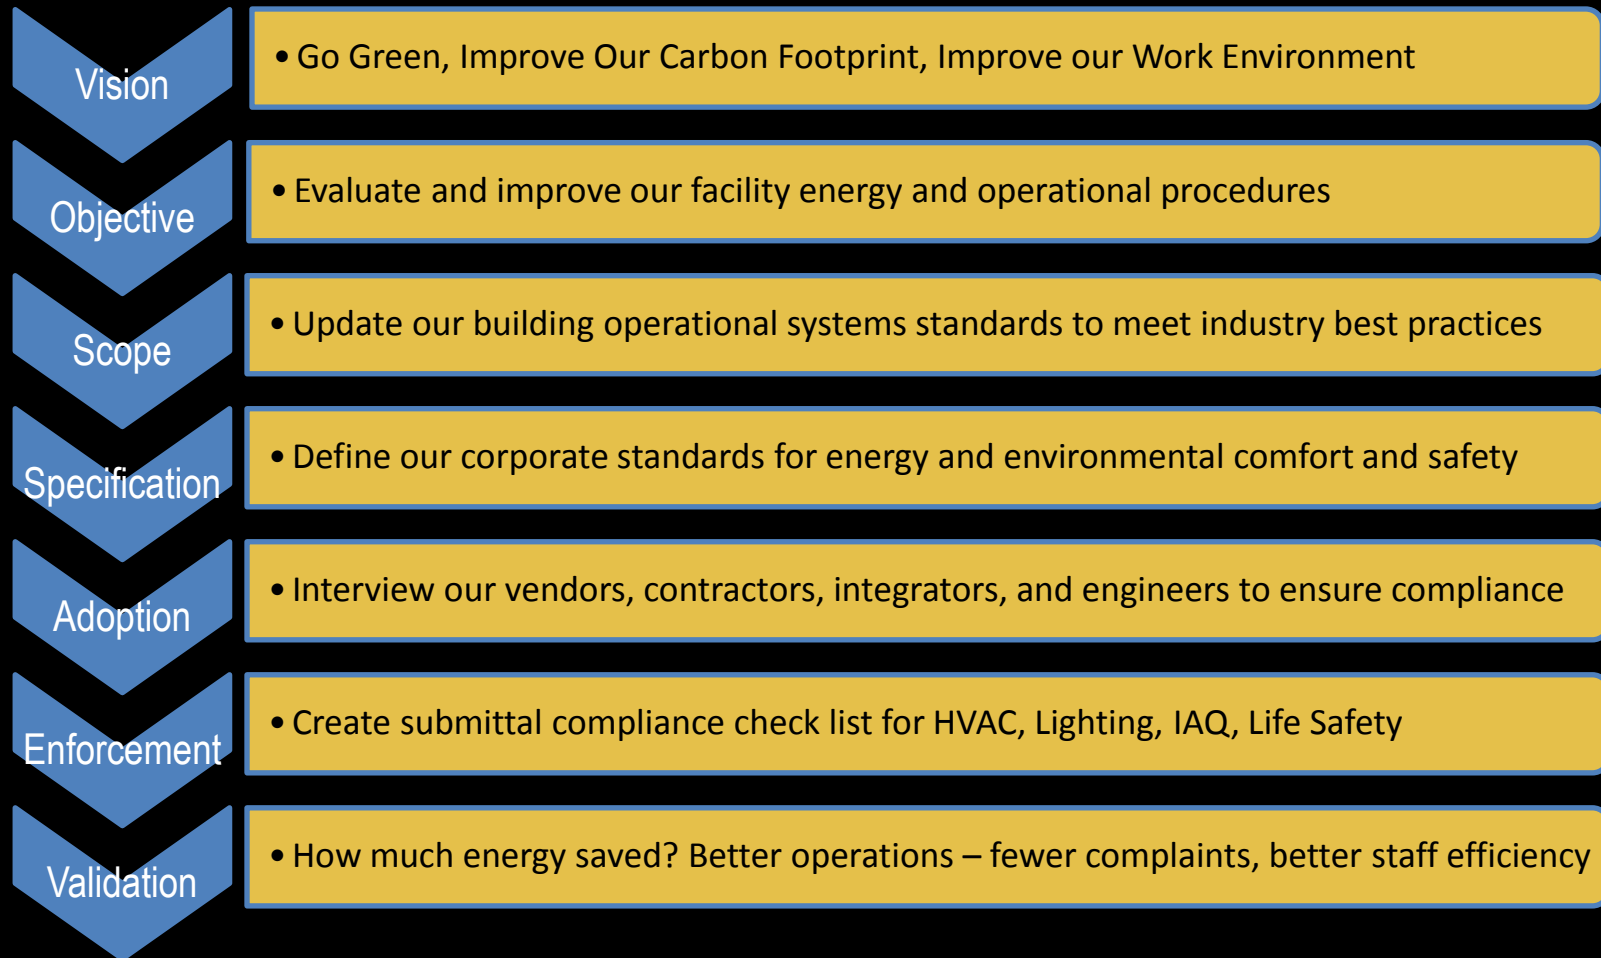 Vision
• Go Green, Improve Our Carbon Footprint, Improve our Work Environment
Objective
• Evaluate and improve our facility energy and operational procedures
Scope
• Update our building operational systems standards to meet industry best practices
Specification
• Define our corporate standards for energy and environmental comfort and safety
Adoption
• Interview our vendors, contractors, integrators, and engineers to ensure compliance
Enforcement
• Create submittal compliance check list for HVAC, Lighting, IAQ, Life Safety
Validation
• How much energy saved? Better operations – fewer complaints, better staff efficiency